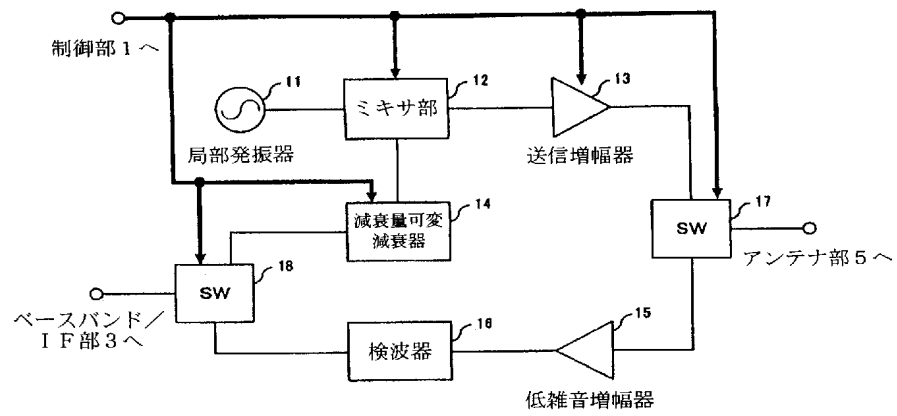 制御部1へ
11
局部発振器
ミキサ部
12
13
送信増幅器
減衰量可変
減衰器
14
SW
17
アンテナ部5へ
SW
18
ベースバンド/
IF部3へ
検波器
16
15
低雑音増幅器